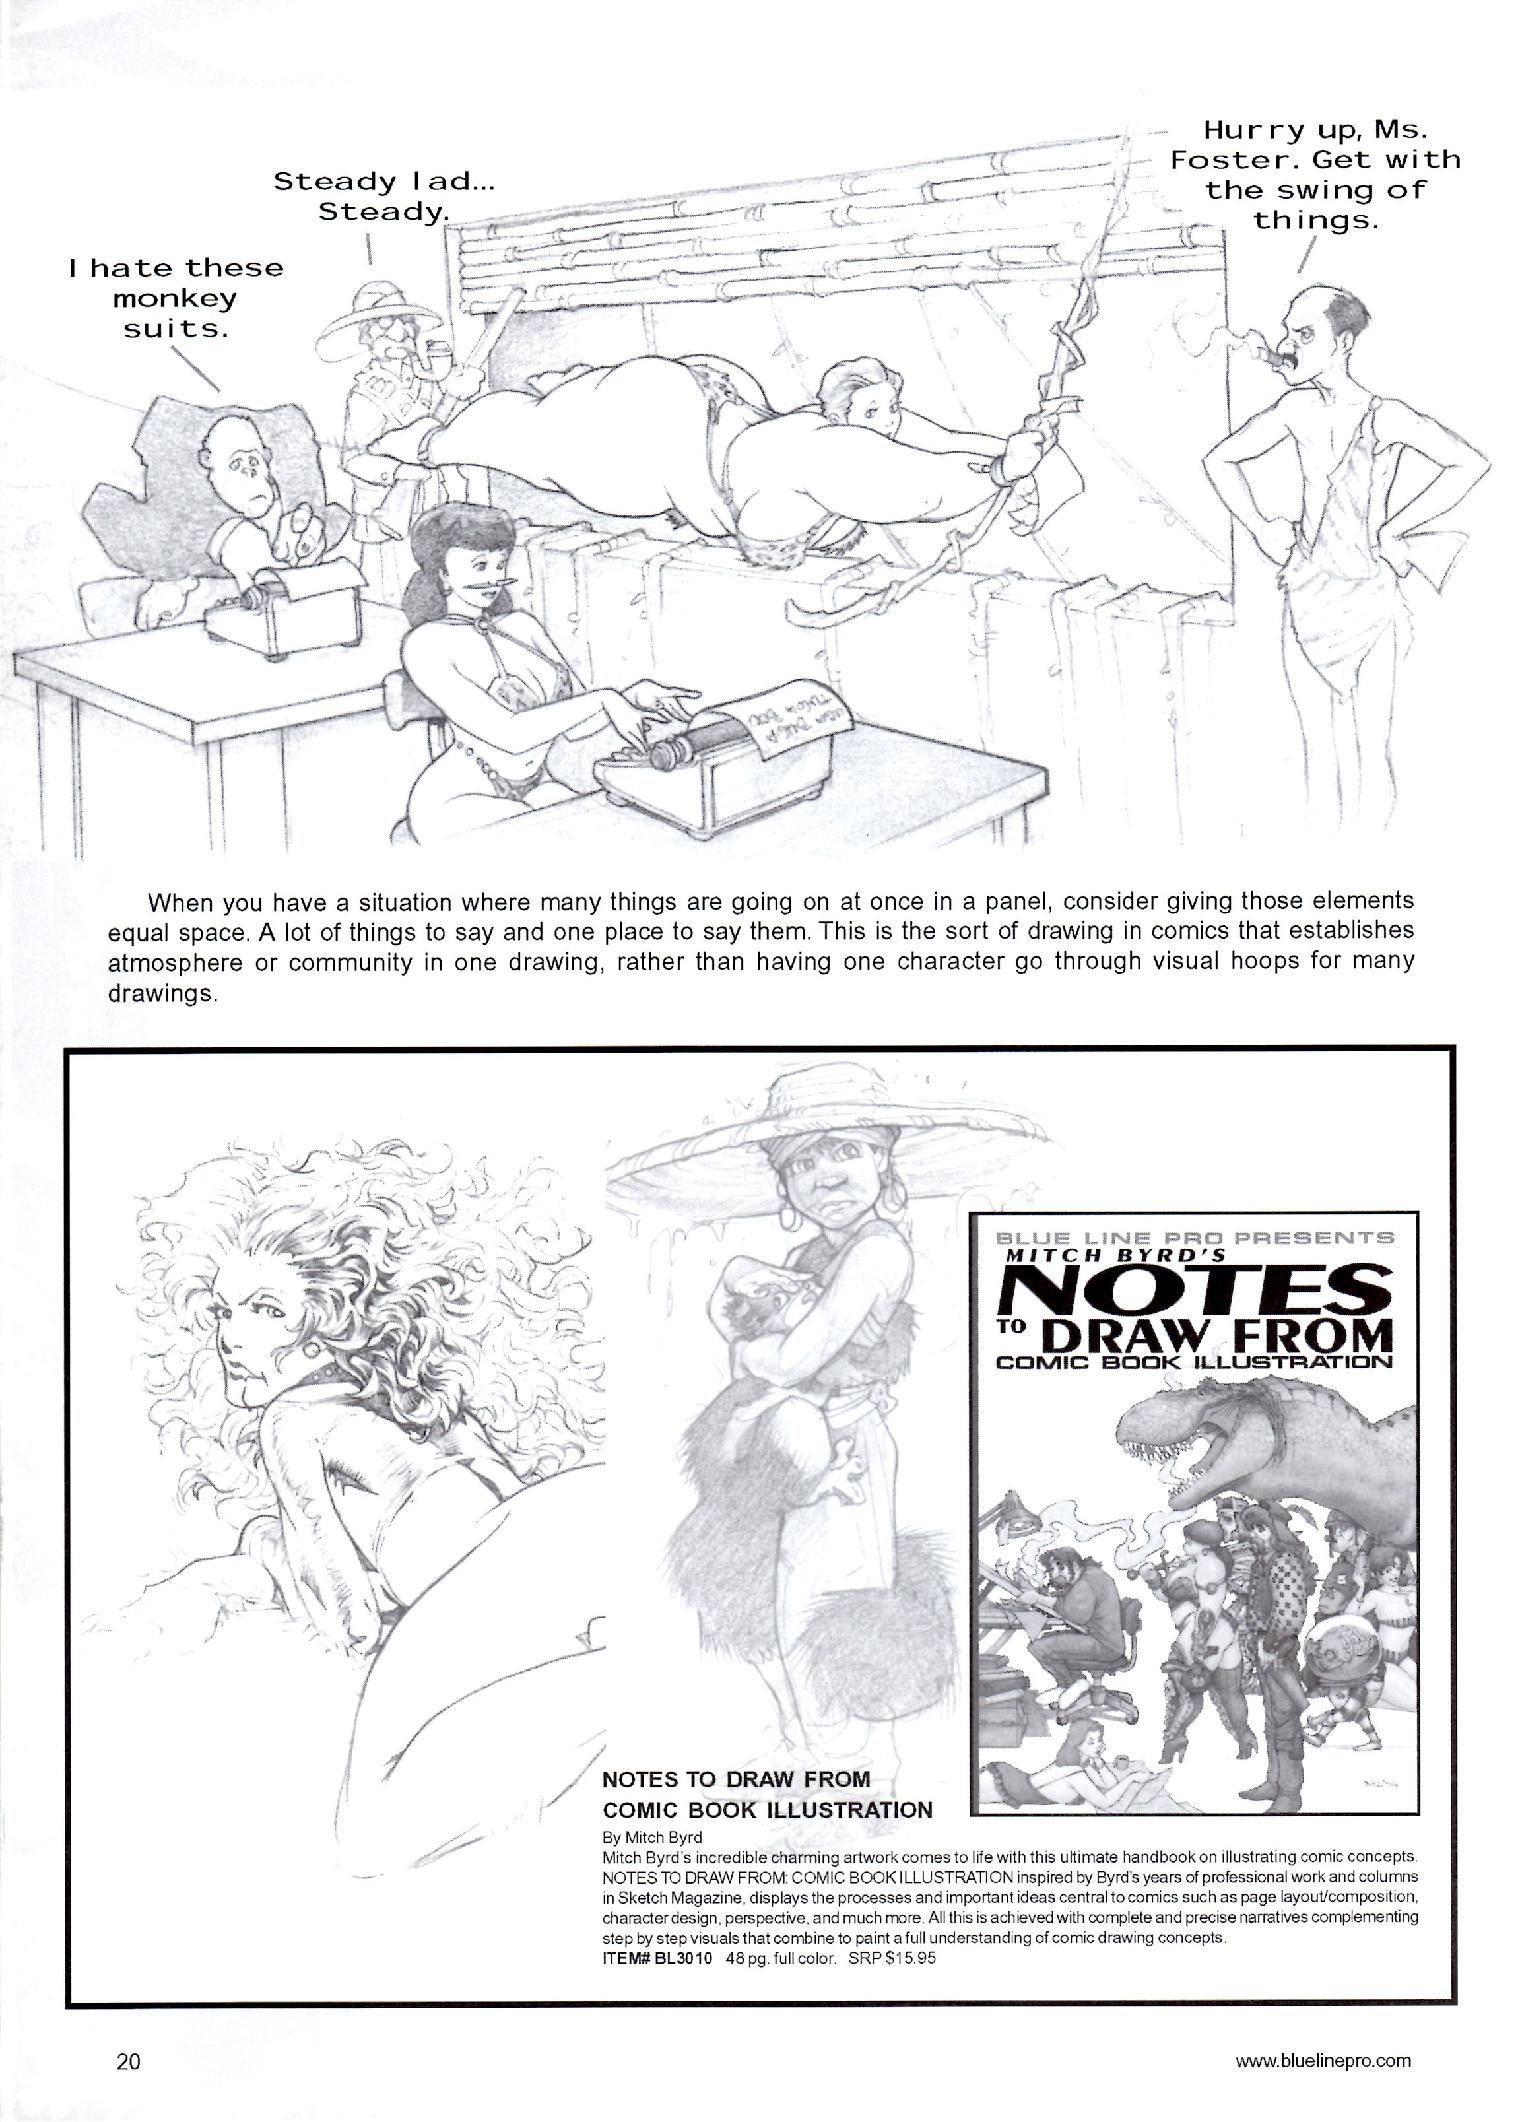 Hurry up, Ms.
Foster. Get with
the swing of
things.
Steady lad...
Steady.
I hate these
monkey
suits.
When you have a situation where many things are going on at once in a panel, consider giving those elements
equal space. A lot of things to say and one place to say them. This is the sort of drawing in comics that establishes
atmosphere or community in one drawing, rather than having one character go through visual hoops for many
drawings.
BLUE LINE PRO PRESENTS
MITCH BYRD'S
NOTES
TO DRAW FROM
COMIC BOOK ILLUSTRATION
NOTES TO DRAW FROM
COMIC BOOK ILLUSTRATION
By Mitch Byrd
Mitch Byrd's incredible charming artwork comes to life with this ultimate handbook on illustrating comic concepts.
NOTES TO DRAW FROM: COMIC BOOK ILLUSTRATION inspired by Byrd's years of professional work and columns
in Sketch Magazine, displays the processes and important ideas central to comics such as page layout/composition,
character design, perspective, and much more. All this is achieved with complete and precise narratives complementing
step by step visuals that combine to paint a full understanding of comic drawing concepts.
ITEM# BL3010 48 pg. full color. SRP $15.95
20
www.bluelinepro.com